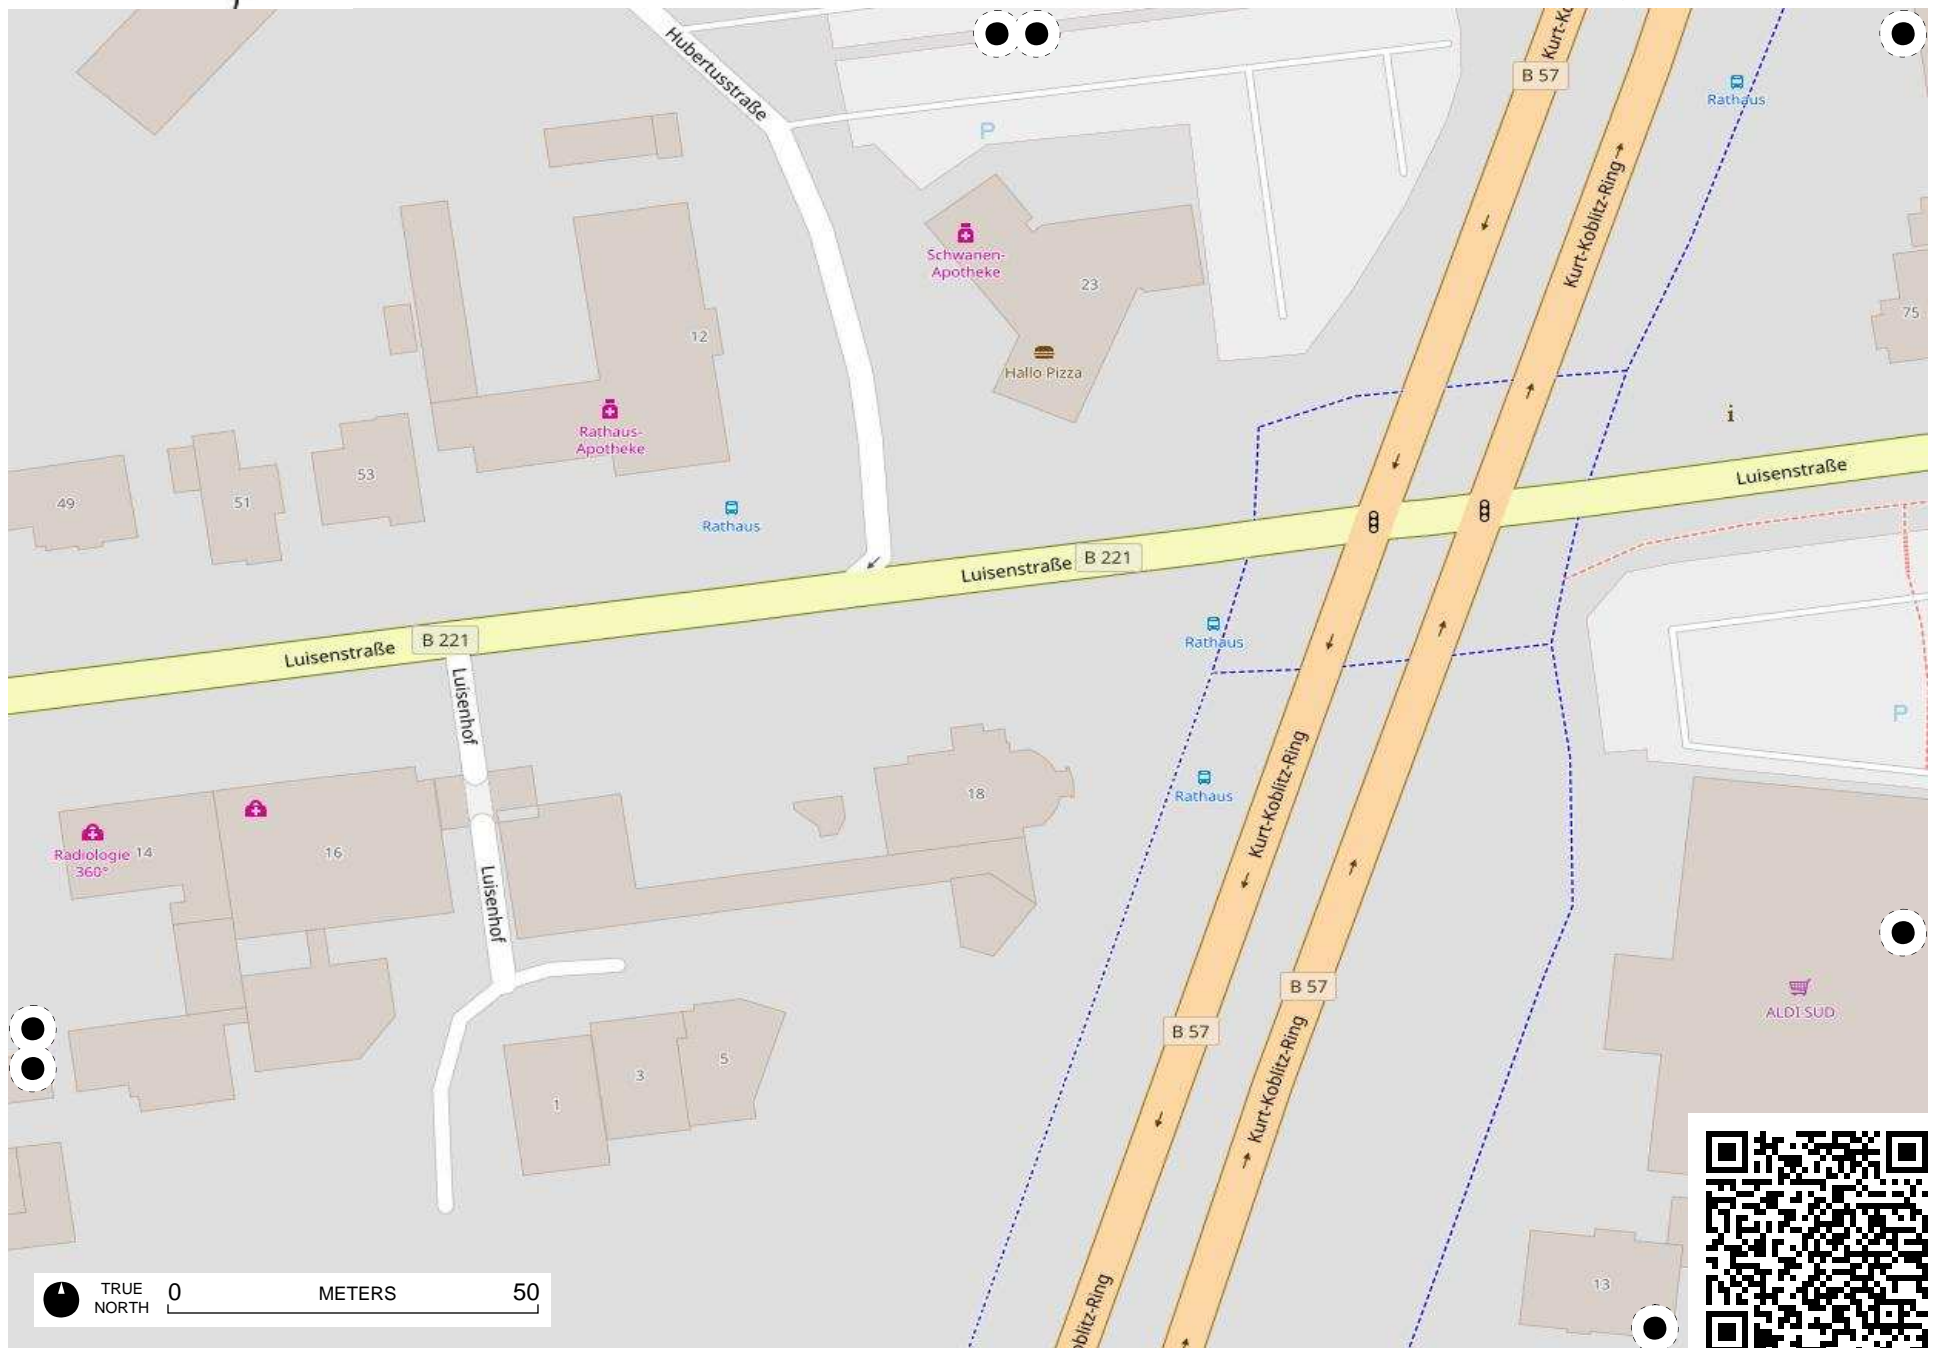 Hubertusstraße
Kurt-Ko
B 57
P
Rathaus
Kurt-Koblitz-Ring
Schwanen-
Apotheke
23
12
75
Hallo Pizza
Rathaus-
Apotheke
i
49
51
53
Rathaus
Luisenstraße
Luisenstraße
B 221
Luisenstraße
B 221
Rathaus
Luisenhof
P
Kurt-Koblitz-Ring
Rathaus
18
Radiologie
360°
14
16
Luisenhof
B 57
ALDI SÜD
B 57
Kurt-Koblitz-Ring
1
3
5
oblitz-Ring
13
TRUE
NORTH
0
METERS
50